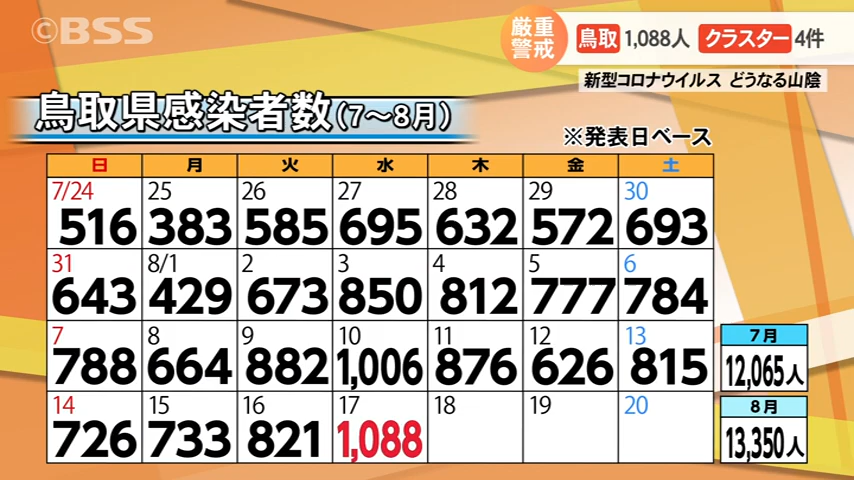 ©BSS
厳重
警戒
鳥取 1,088人 クラスター 4件
新型コロナウイルス どうなる山陰
鳥取県感染者数(7～8月)
※発表日ベース
日 月 火 水 木 金 土
7/24 25 26 27 28 29 30
516 383 585 695 632 572 693
31 8/1 2 3 4 5 6
643 429 673 850 812 777 784
7 8 9 10 11 12 13
788 664 882 1,006 876 626 815
14 15 16 17 18 19 20
726 733 821 1,088
7月
12,065人
8月
13,350人